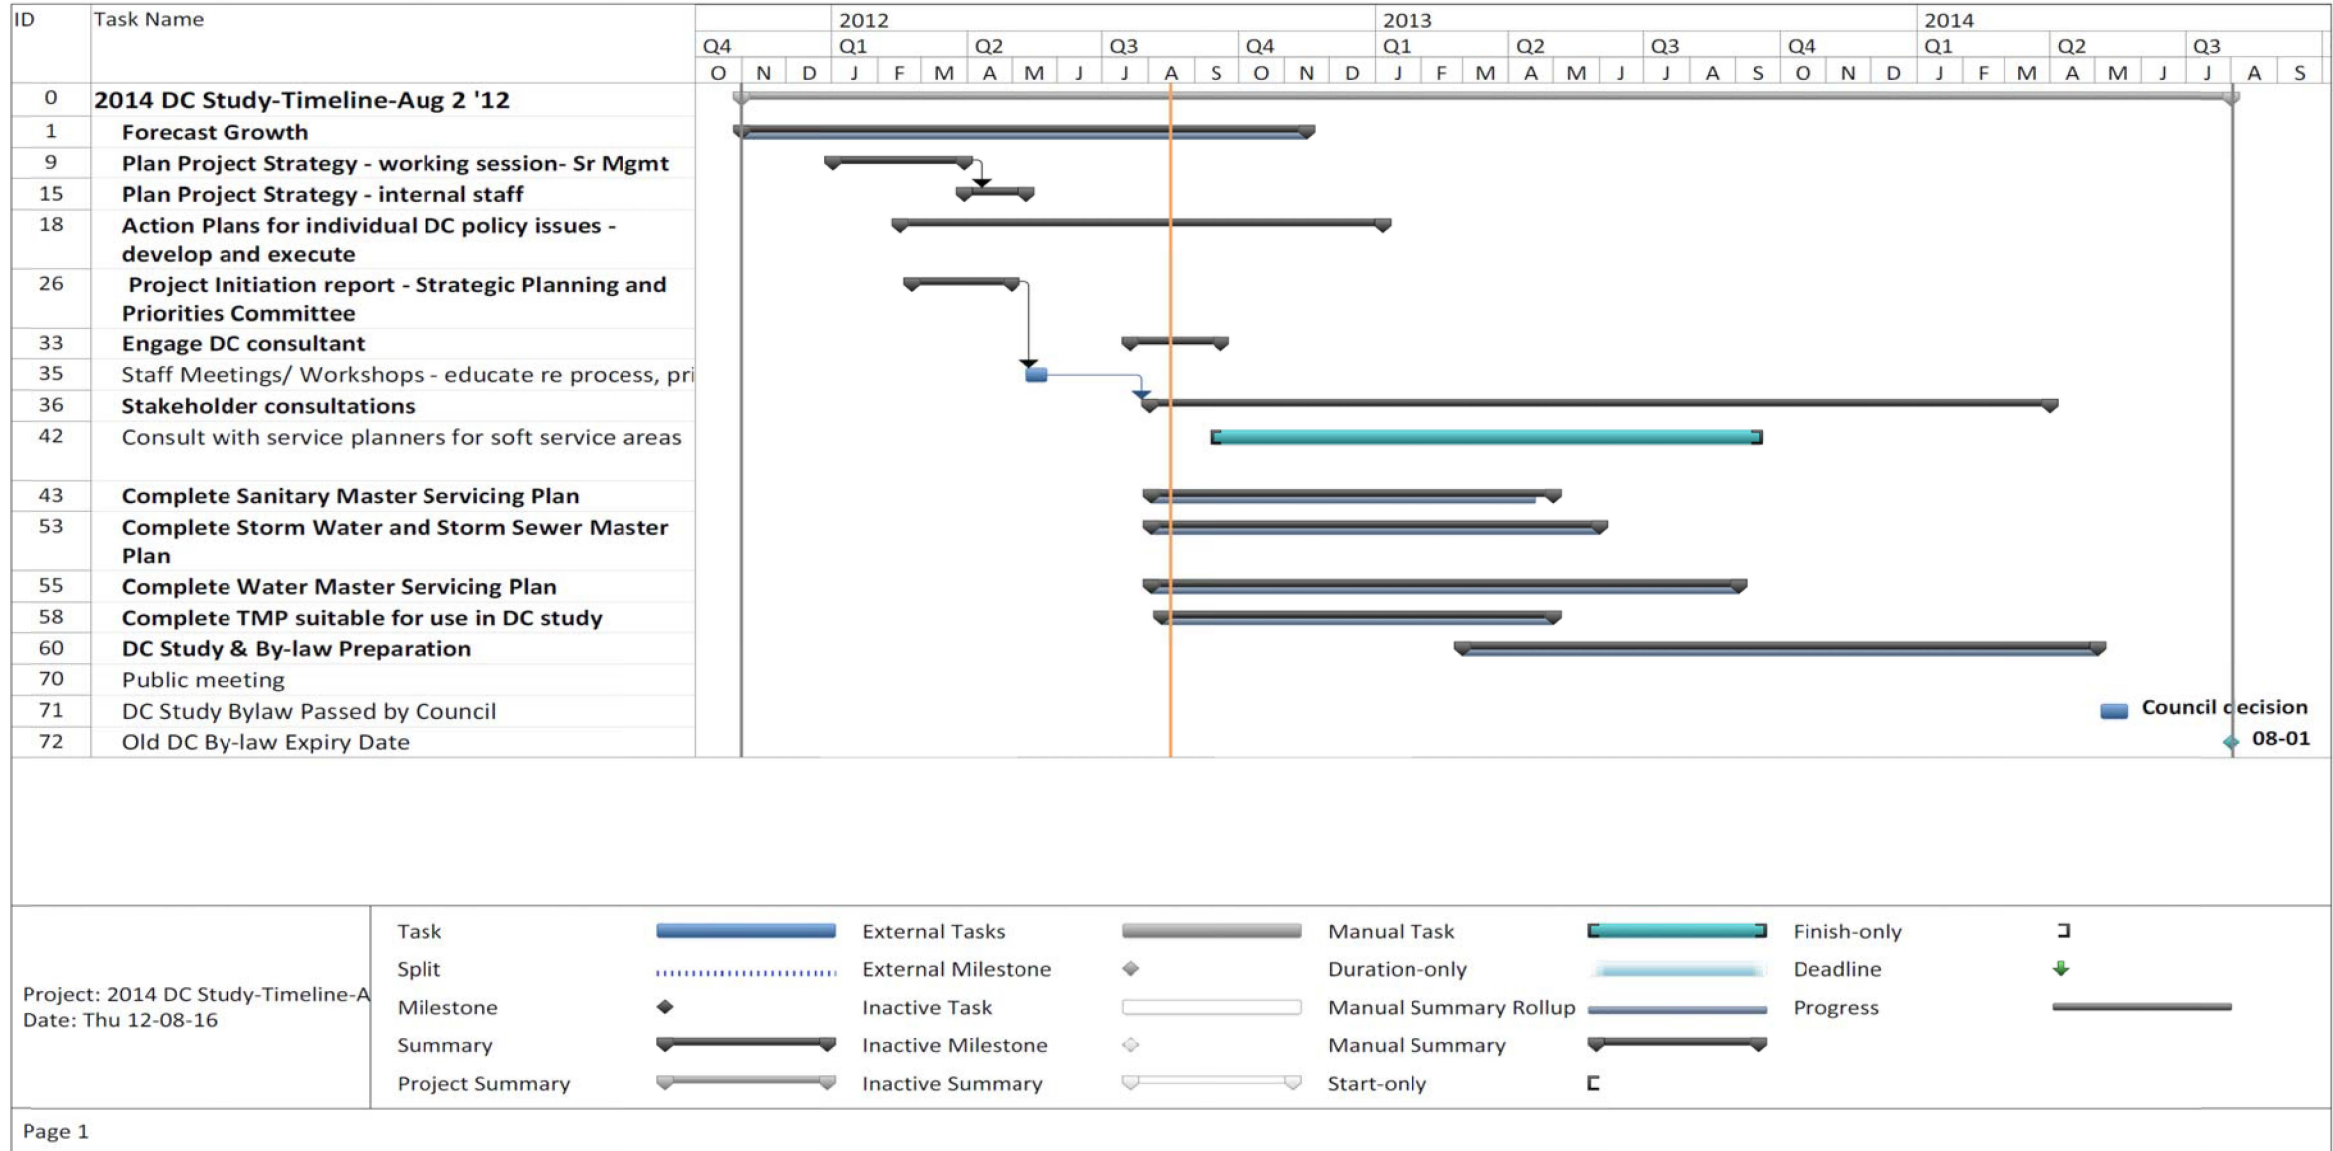 ID Task Name 2012 2013 2014
Q4 Q1 Q2 Q3 Q4 Q1 Q2 Q3 Q4 Q1 Q2 Q3
O N D J F M A M J J A S O N D J F M A M J J A S O N D J F M A M J J A S
0 2014 DC Study-Timeline-Aug 2 '12
1 Forecast Growth
9 Plan Project Strategy - working session- Sr Mgmt
15 Plan Project Strategy - internal staff
18 Action Plans for individual DC policy issues -
develop and execute
26 Project Initiation report - Strategic Planning and
Priorities Committee
33 Engage DC consultant
35 Staff Meetings/ Workshops - educate re process, pri
36 Stakeholder consultations
42 Consult with service planners for soft service areas
43 Complete Sanitary Master Servicing Plan
53 Complete Storm Water and Storm Sewer Master
Plan
55 Complete Water Master Servicing Plan
58 Complete TMP suitable for use in DC study
60 DC Study & By-law Preparation
70 Public meeting
71 DC Study Bylaw Passed by Council Council decision
72 Old DC By-law Expiry Date 08-01
Project: 2014 DC Study-Timeline-A
Date: Thu 12-08-16
Task External Tasks Manual Task Finish-only
Split External Milestone Duration-only Deadline
Milestone Inactive Task Manual Summary Rollup Progress
Summary Inactive Milestone Manual Summary
Project Summary Inactive Summary Start-only
Page 1